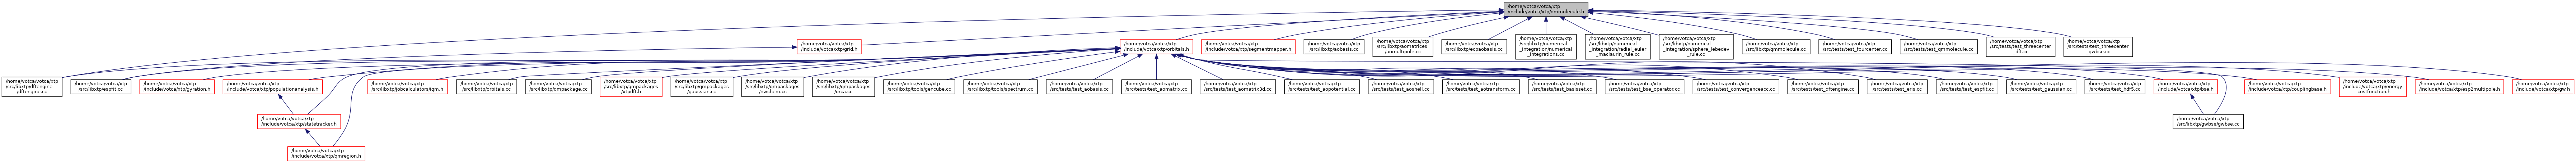 /home/votca/votca/xtp
/include/votca/xtp/qmmolecule.h
/home/votca/votca/xtp
/include/votca/xtp/grid.h
/home/votca/votca/xtp
/include/votca/xtp/orbitals.h
/home/votca/votca/xtp
/include/votca/xtp/segmentmapper.h
/home/votca/votca/xtp
/src/libxtp/aobasis.cc
/home/votca/votca/xtp
/src/libxtp/aomatrices
/aomultipole.cc
/home/votca/votca/xtp
/src/libxtp/ecpaobasis.cc
/home/votca/votca/xtp
/src/libxtp/numerical
_integration/numerical
_integrations.cc
/home/votca/votca/xtp
/src/libxtp/numerical
_integration/radial_euler
_maclaurin_rule.cc
/home/votca/votca/xtp
/src/libxtp/numerical
_integration/sphere_lebedev
_rule.cc
/home/votca/votca/xtp
/src/libxtp/qmmolecule.cc
/home/votca/votca/xtp
/src/tests/test_fourcenter.cc
/home/votca/votca/xtp
/src/tests/test_qmmolecule.cc
/home/votca/votca/xtp
/src/tests/test_threecenter
_dft.cc
/home/votca/votca/xtp
/src/tests/test_threecenter
_gwbse.cc
/home/votca/votca/xtp
/src/libxtp/dftengine
/dftengine.cc
/home/votca/votca/xtp
/src/libxtp/espfit.cc
/home/votca/votca/xtp
/include/votca/xtp/gyration.h
/home/votca/votca/xtp
/include/votca/xtp/populationanalysis.h
/home/votca/votca/xtp
/src/libxtp/jobcalculators/iqm.h
/home/votca/votca/xtp
/src/libxtp/orbitals.cc
/home/votca/votca/xtp
/src/libxtp/qmpackage.cc
/home/votca/votca/xtp
/src/libxtp/qmpackages
/xtpdft.h
/home/votca/votca/xtp
/src/libxtp/qmpackages
/gaussian.cc
/home/votca/votca/xtp
/src/libxtp/qmpackages
/nwchem.cc
/home/votca/votca/xtp
/src/libxtp/qmpackages
/orca.cc
/home/votca/votca/xtp
/src/libxtp/tools/gencube.cc
/home/votca/votca/xtp
/src/libxtp/tools/spectrum.cc
/home/votca/votca/xtp
/src/tests/test_aobasis.cc
/home/votca/votca/xtp
/src/tests/test_aomatrix.cc
/home/votca/votca/xtp
/src/tests/test_aomatrix3d.cc
/home/votca/votca/xtp
/src/tests/test_aopotential.cc
/home/votca/votca/xtp
/src/tests/test_aoshell.cc
/home/votca/votca/xtp
/src/tests/test_aotransform.cc
/home/votca/votca/xtp
/src/tests/test_basisset.cc
/home/votca/votca/xtp
/src/tests/test_bse_operator.cc
/home/votca/votca/xtp
/src/tests/test_convergenceacc.cc
/home/votca/votca/xtp
/src/tests/test_dftengine.cc
/home/votca/votca/xtp
/src/tests/test_eris.cc
/home/votca/votca/xtp
/src/tests/test_espfit.cc
/home/votca/votca/xtp
/src/tests/test_gaussian.cc
/home/votca/votca/xtp
/src/tests/test_hdf5.cc
/home/votca/votca/xtp
/include/votca/xtp/bse.h
/home/votca/votca/xtp
/include/votca/xtp/couplingbase.h
/home/votca/votca/xtp
/include/votca/xtp/energy
_costfunction.h
/home/votca/votca/xtp
/include/votca/xtp/esp2multipole.h
/home/votca/votca/xtp
/include/votca/xtp/qie.h
/home/votca/votca/xtp
/include/votca/xtp/statetracker.h
/home/votca/votca/xtp
/src/libxtp/gwbse/gwbse.cc
/home/votca/votca/xtp
/include/votca/xtp/qmregion.h